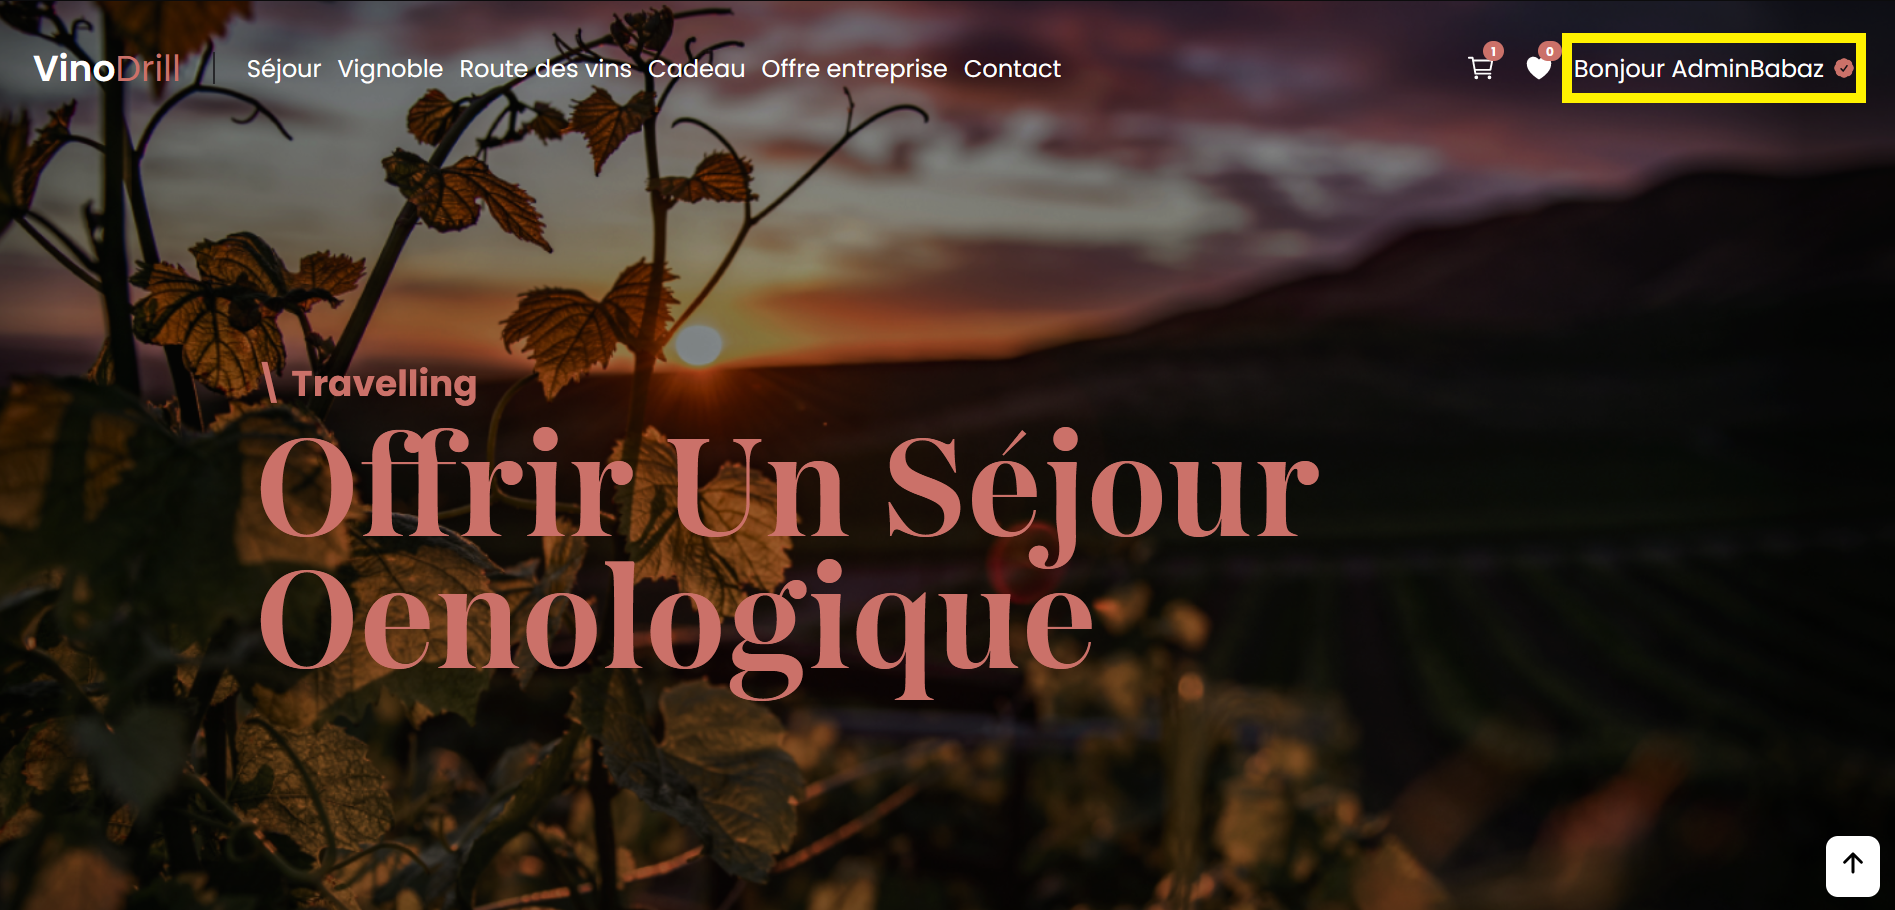 VinoDrill Séjour Vignoble Route des vins Cadeau Offre entreprise Contact 1 0 Bonjour AdminBabaz
\ Travelling
Offrir Un Séjour
Oenologique